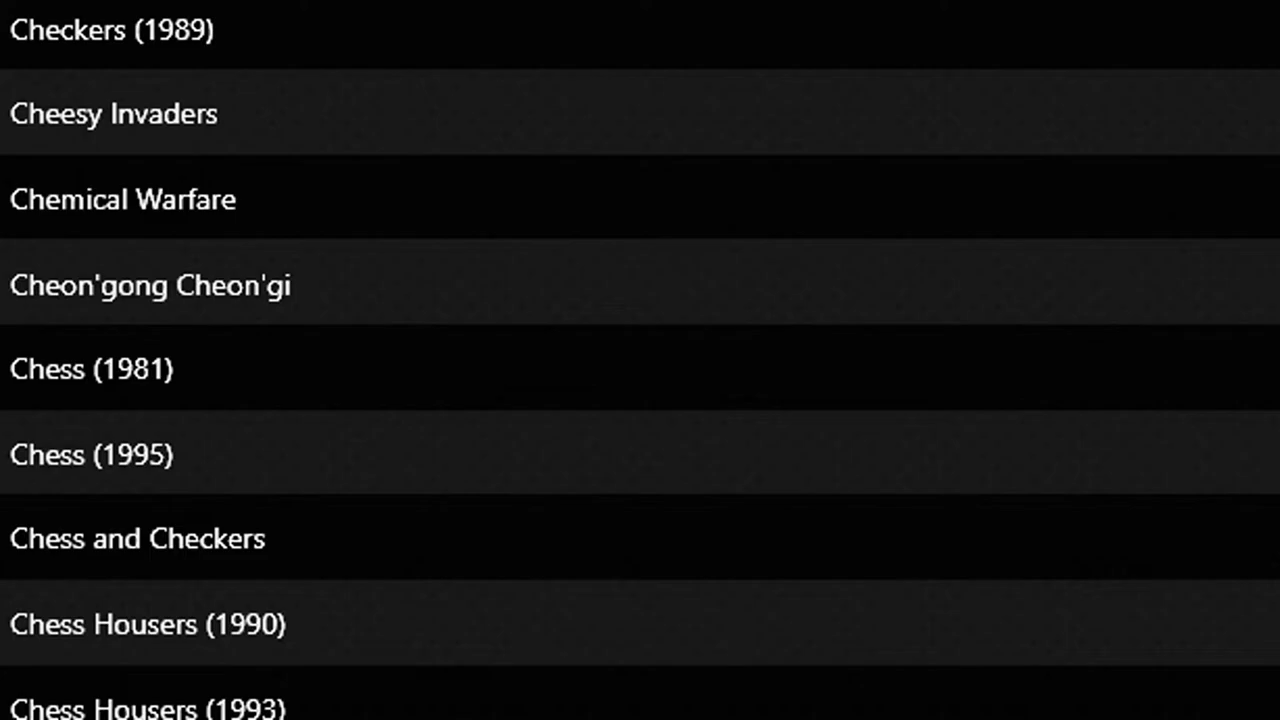 Checkers (1989)
Cheesy Invaders
Chemical Warfare
Cheon'gong Cheon'gi
Chess (1981)
Chess (1995)
Chess and Checkers
Chess Housers (1990)
Chess Housers (1993)